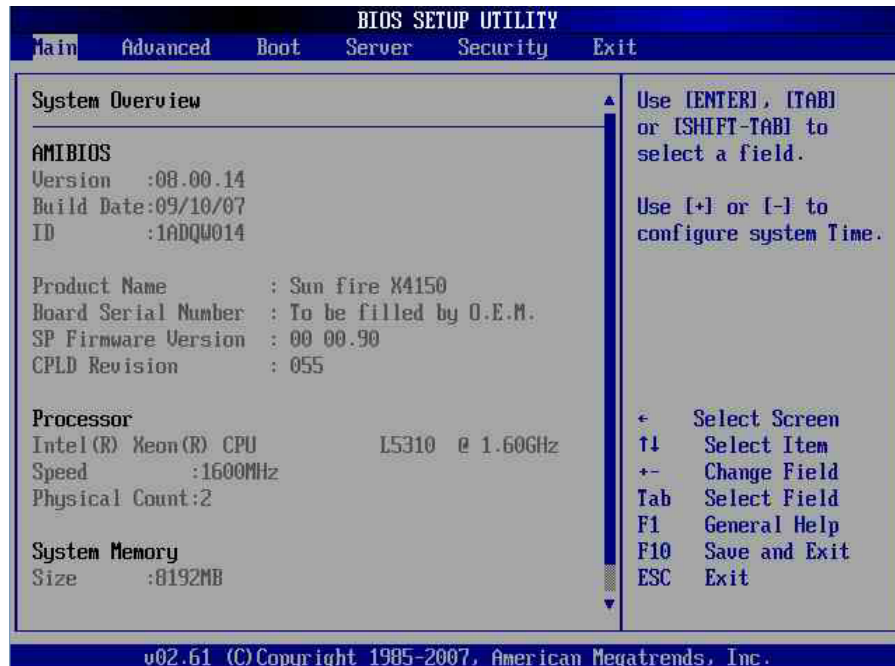 BIOS SETUP UTILITY
Main Advanced Boot Server Security Exit
System Overview
AMIBIOS
Version :08.00.14
Build Date:09/10/07
ID :1ADQW014
Product Name : Sun fire X4150
Board Serial Number : To be filled by O.E.M.
SP Firmware Version : 00 00.90
CPLD Revision : 055
Processor
Intel(R) Xeon(R) CPU L5310 @ 1.60GHz
Speed :1600MHz
Physical Count:2
System Memory
Size :8192MB
Use [ENTER], [TAB]
or [SHIFT-TAB] to
select a field.
Use [+] or [-] to
configure system Time.
← Select Screen
↑↓ Select Item
+- Change Field
Tab Select Field
F1 General Help
F10 Save and Exit
ESC Exit
v02.61 (C)Copyright 1985-2007, American Megatrends, Inc.